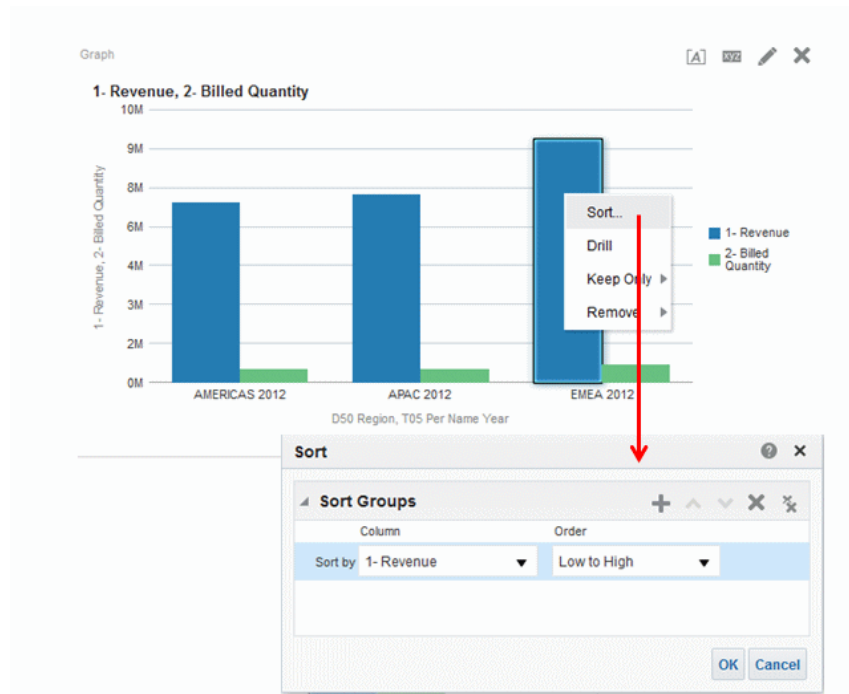 Graph
[A]
XYZ
1- Revenue, 2- Billed Quantity
10M
9M
8M
6M
4M
3M
2M
0M
1- Revenue, 2- Billed Quantity
AMERICAS 2012
APAC 2012
EMEA 2012
D50 Region, T05 Per Name Year
1- Revenue
2- Billed
Quantity
Sort...
Drill
Keep Only
Remove
Sort
Sort Groups
Column Order
Sort by 1- Revenue Low to High
OK Cancel